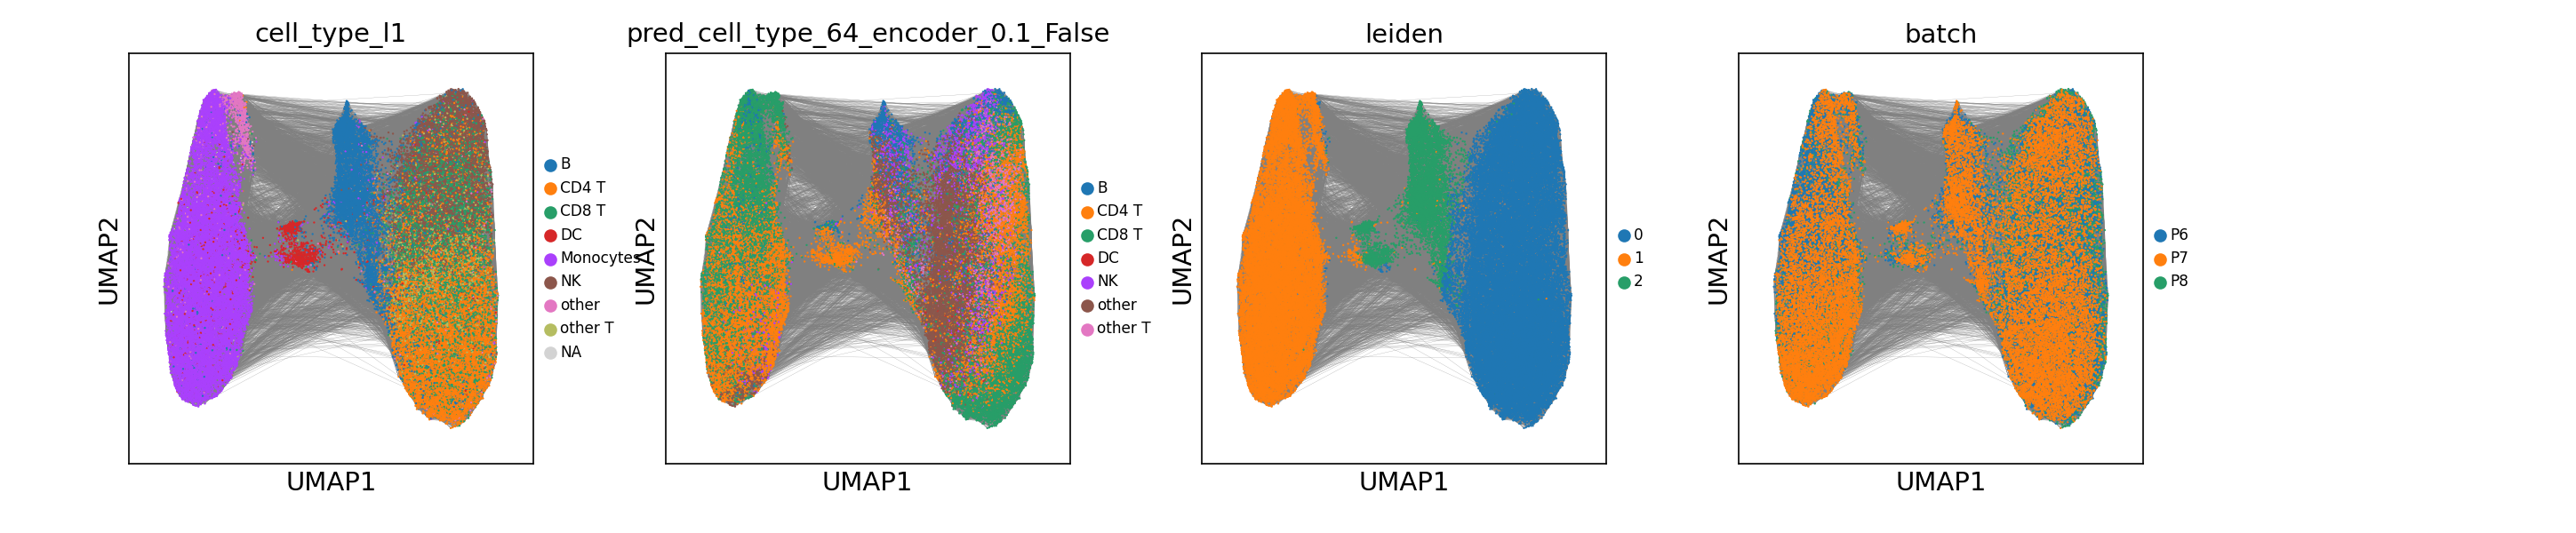 cell_type_l1
UMAP2
UMAP1
B
CD4 T
CD8 T
DC
Monocytes
NK
other
other T
NA
pred_cell_type_64_encoder_0.1_False
UMAP2
UMAP1
B
CD4 T
CD8 T
DC
NK
other
other T
leiden
UMAP2
UMAP1
0
1
2
batch
UMAP2
UMAP1
P6
P7
P8